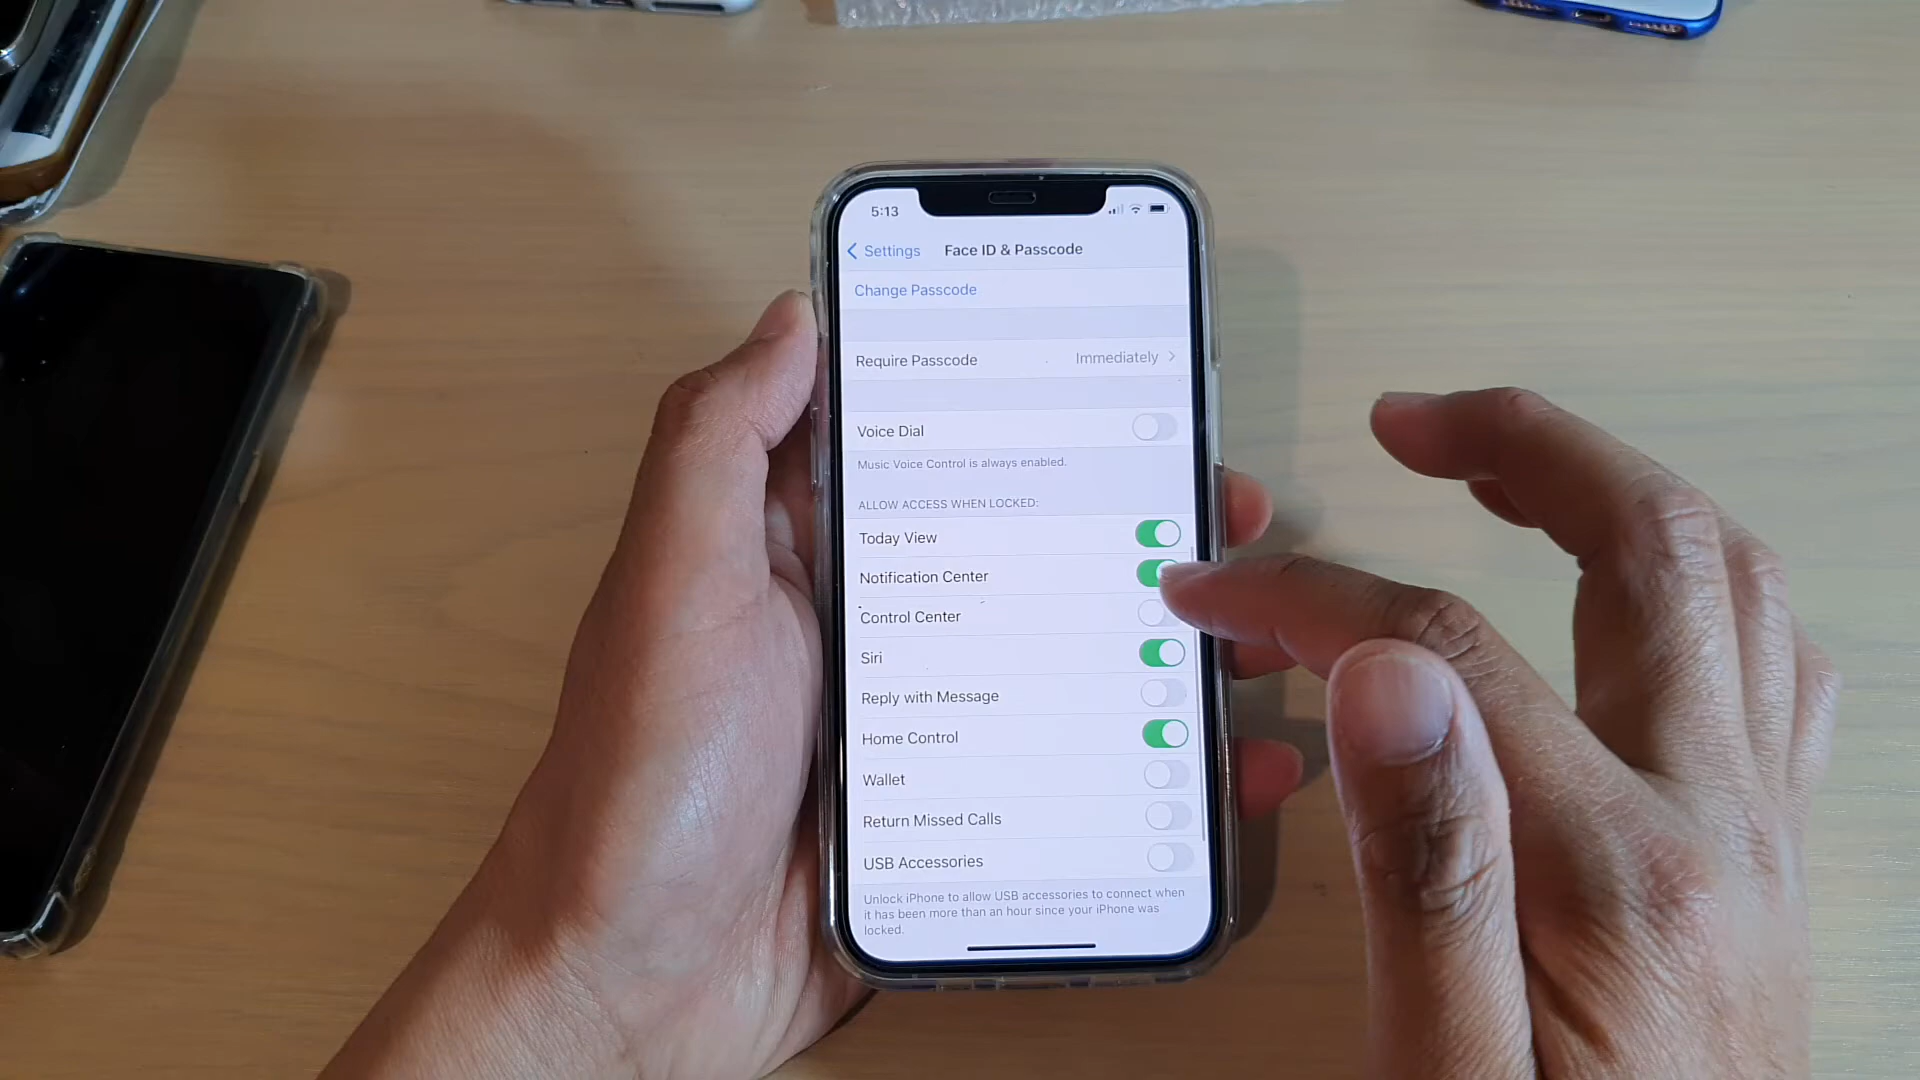 5:13
Settings
Face ID & Passcode
Change Passcode
Require Passcode
Immediately
Voice Dial
Music Voice Control is always enabled.
ALLOW ACCESS WHEN LOCKED:
Today View
Notification Center
Control Center
Siri
Reply with Message
Home Control
Wallet
Return Missed Calls
USB Accessories
Unlock iPhone to allow USB accessories to connect when
it has been more than an hour since your iPhone was
locked.